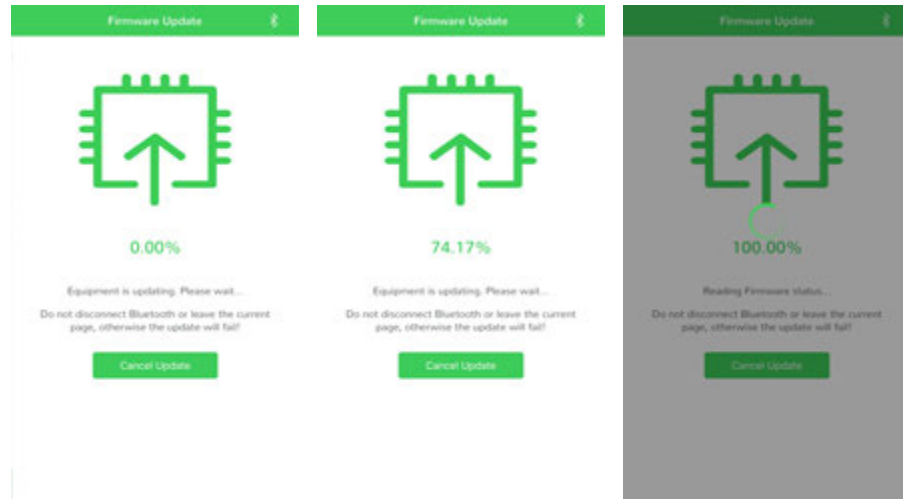 Firmware Update
0.00%
Equipment is updating. Please wait...
Do not disconnect Bluetooth or leave the current
page, otherwise the update will fail!
Cancel Update
Firmware Update
74.17%
Equipment is updating. Please wait...
Do not disconnect Bluetooth or leave the current
page, otherwise the update will fail!
Cancel Update
Firmware Update
100.00%
Reading Firmware status...
Do not disconnect Bluetooth or leave the current
page, otherwise the update will fail!
Cancel Update